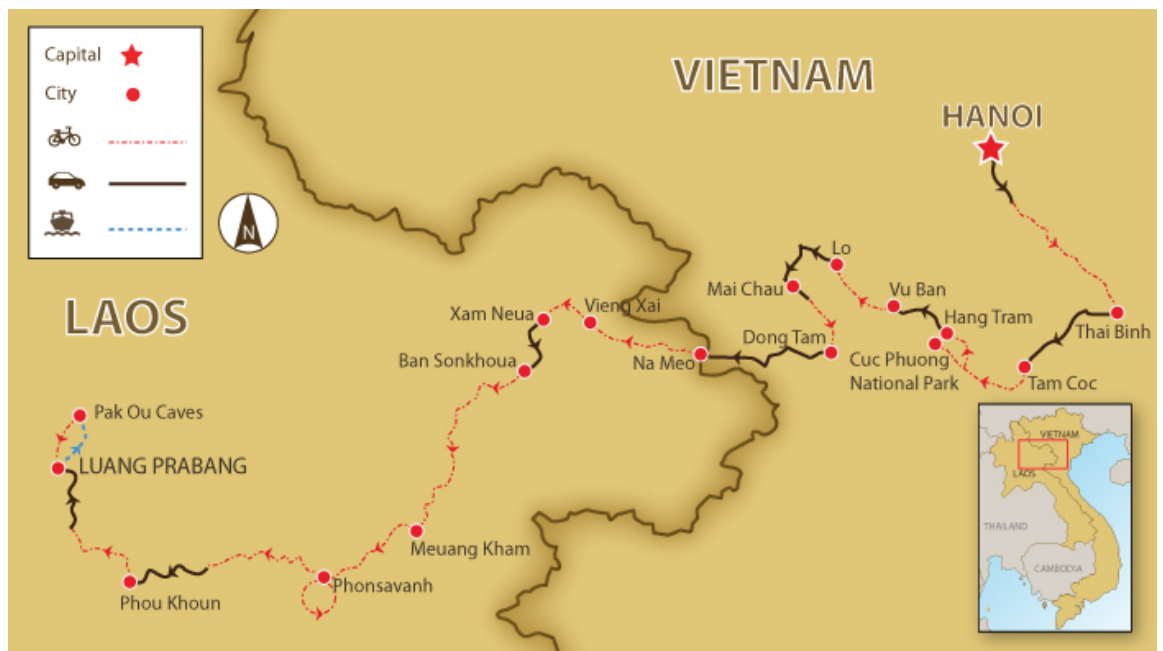 Capital
City
N
VIETNAM
HANOI
LAOS
Lo
Mai Chau
Vu Ban
Hang Tram
Thai Binh
Xam Neua
Vieng Xai
Dong Tam
Na Meo
Cuc Phuong
National Park
Tam Coc
Ban Sonkhoua
Pak Ou Caves
LUANG PRABANG
Meuang Kham
Phonsavanh
Phou Khoun
VIETNAM
LAOS
THAILAND
CAMBODIA